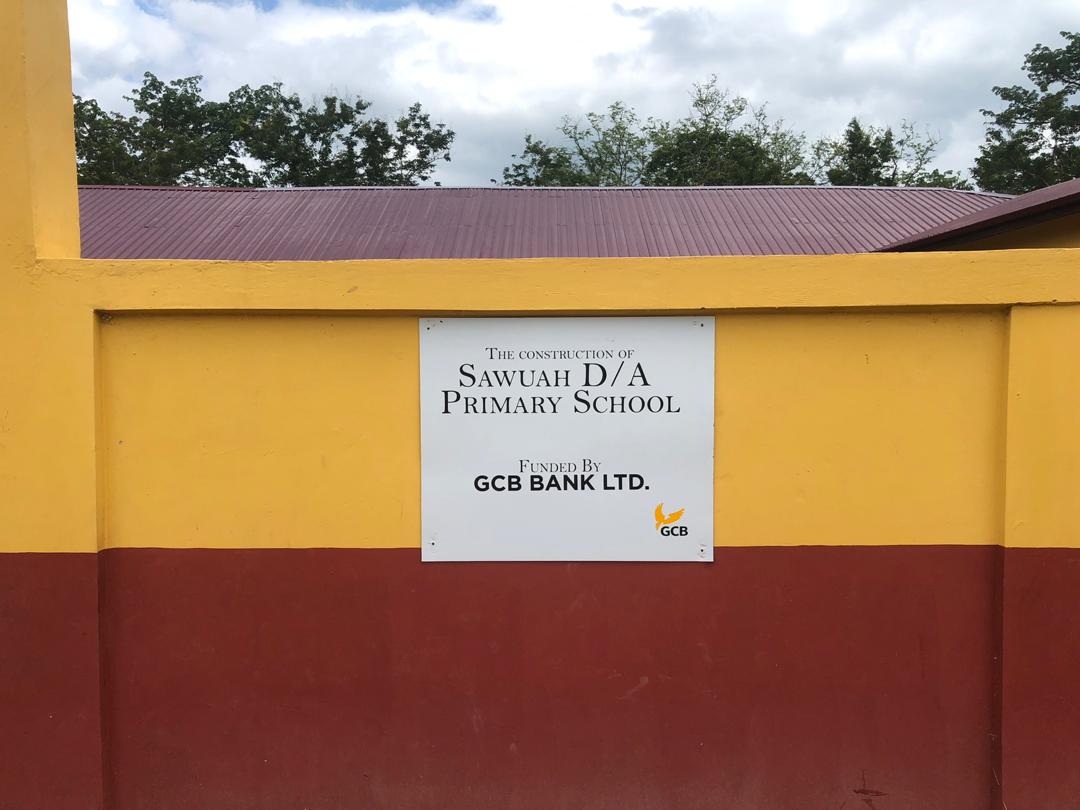 The construction of
Sawuah D/A
Primary School
Funded By
GCB BANK LTD.
GCB